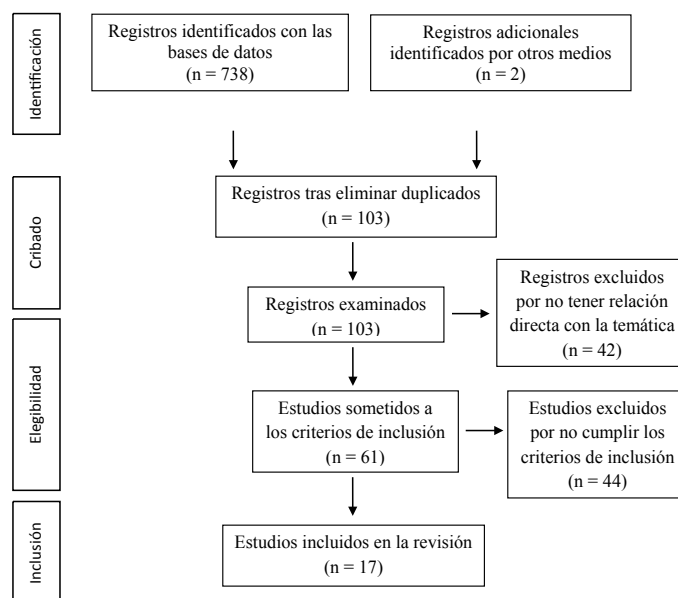 Identificación
Registros identificados con las
bases de datos
(n = 738)
Registros adicionales
identificados por otros medios
(n = 2)
Cribado
Registros tras eliminar duplicados
(n = 103)
Registros examinados
(n = 103)
Registros excluidos
por no tener relación
directa con la temática
(n = 42)
Elegibilidad
Estudios sometidos a
los criterios de inclusión
(n = 61)
Estudios excluidos
por no cumplir los
criterios de inclusión
(n = 44)
Inclusión
Estudios incluidos en la revisión
(n = 17)